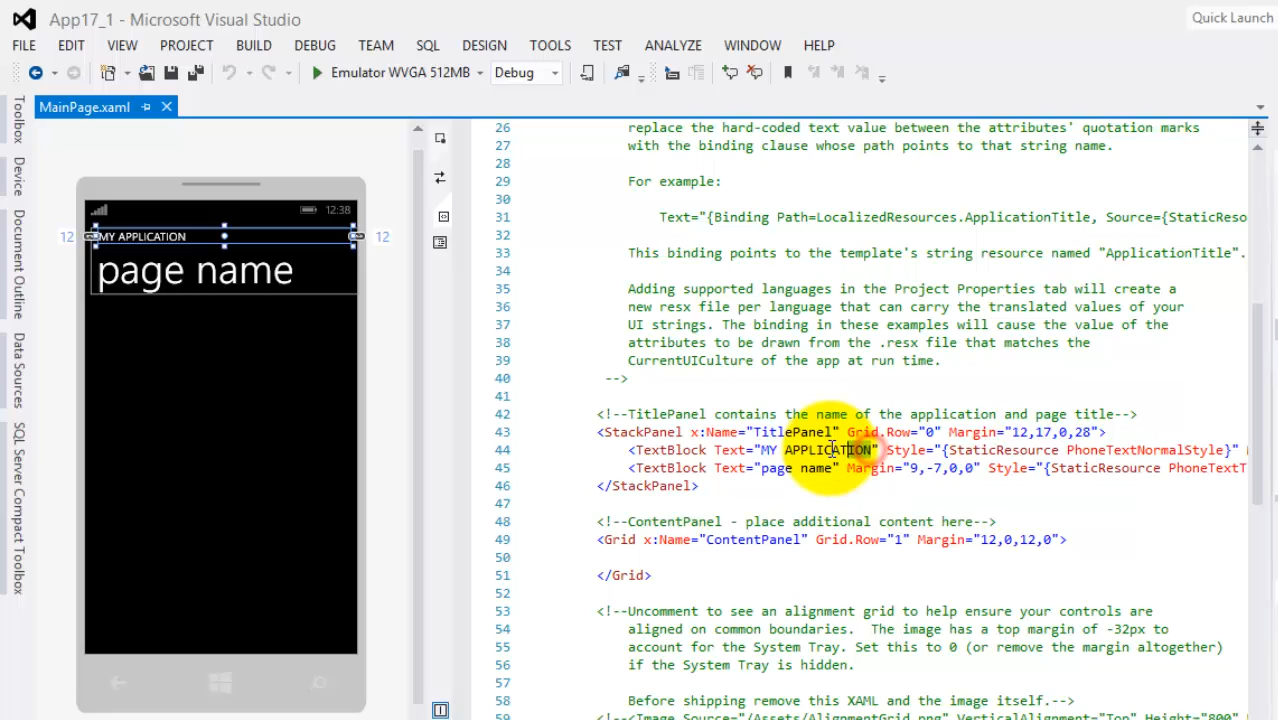 App17_1 - Microsoft Visual Studio
Quick Launch
FILE EDIT VIEW PROJECT BUILD DEBUG TEAM SQL DESIGN TOOLS TEST ANALYZE WINDOW HELP
Emulator WVGA 512MB Debug
MainPage.xaml
Toolbox
Device
Document Outline
Data Sources
SQL Server Compact Toolbox
12:38
12 MY APPLICATION 12
page name
26 replace the hard-coded text value between the attributes' quotation marks
27 with the binding clause whose path points to that string name.
28
29 For example:
30
31 Text="{Binding Path=LocalizedResources.ApplicationTitle, Source={StaticReso
32
33 This binding points to the template's string resource named "ApplicationTitle".
34
35 Adding supported languages in the Project Properties tab will create a
36 new resx file per language that can carry the translated values of your
37 UI strings. The binding in these examples will cause the value of the
38 attributes to be drawn from the .resx file that matches the
39 CurrentUICulture of the app at run time.
40 -->
41
42 <!--TitlePanel contains the name of the application and page title-->
43 <StackPanel x:Name="TitlePanel" Grid.Row="0" Margin="12,17,0,28">
44 <TextBlock Text="MY APPLICATION" Style="{StaticResource PhoneTextNormalStyle}"
45 <TextBlock Text="page name" Margin="9,-7,0,0" Style="{StaticResource PhoneTextT
46 </StackPanel>
47
48 <!--ContentPanel - place additional content here-->
49 <Grid x:Name="ContentPanel" Grid.Row="1" Margin="12,0,12,0">
50
51 </Grid>
52
53 <!--Uncomment to see an alignment grid to help ensure your controls are
54 aligned on common boundaries.  The image has a top margin of -32px to
55 account for the System Tray. Set this to 0 (or remove the margin altogether)
56 if the System Tray is hidden.
57
58 Before shipping remove this XAML and the image itself.-->
59 <!--<Image Source="/Assets/AlignmentGrid.png" VerticalAlignment="Top" Height="800"